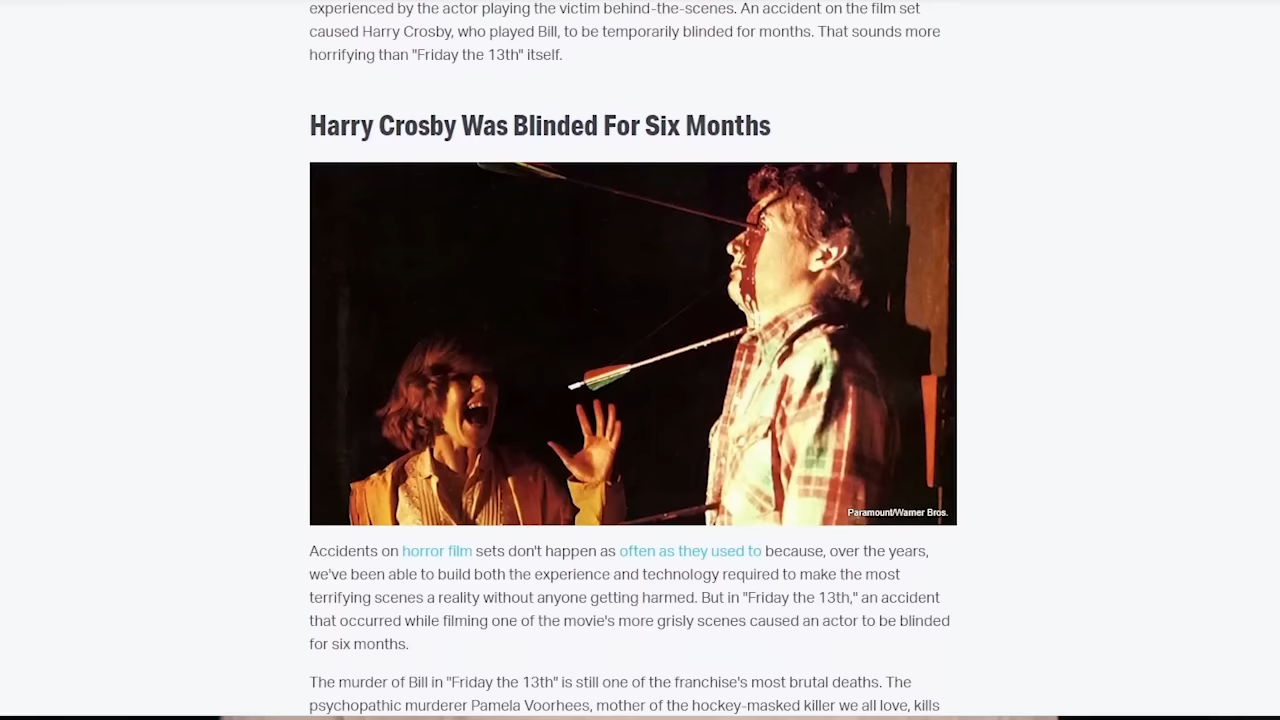 experienced by the actor playing the victim behind-the-scenes. An accident on the film set
caused Harry Crosby, who played Bill, to be temporarily blinded for months. That sounds more
horrifying than "Friday the 13th" itself.
Harry Crosby Was Blinded For Six Months
Paramount/Warner Bros.
Accidents on horror film sets don't happen as often as they used to because, over the years,
we've been able to build both the experience and technology required to make the most
terrifying scenes a reality without anyone getting harmed. But in "Friday the 13th," an accident
that occurred while filming one of the movie's more grisly scenes caused an actor to be blinded
for six months.
The murder of Bill in "Friday the 13th" is still one of the franchise's most brutal deaths. The
psychopathic murderer Pamela Voorhees, mother of the hockey-masked killer we all love, kills